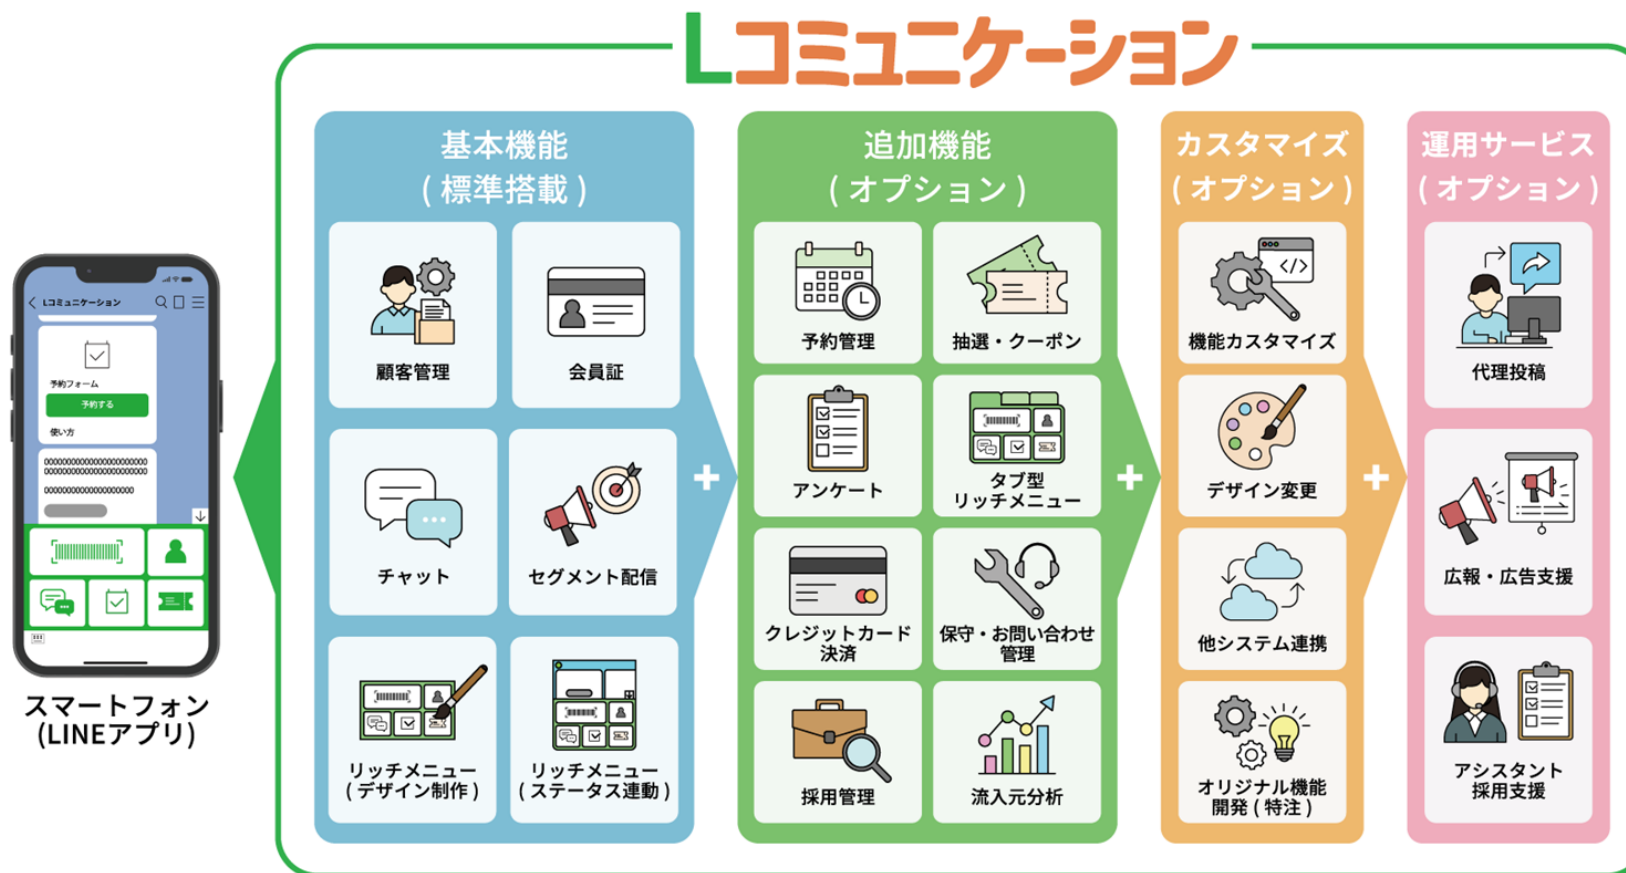 Lコミュニケーション
基本機能
(標準搭載)
顧客管理
会員証
チャット
セグメント配信
リッチメニュー
(デザイン制作)
リッチメニュー
(ステータス連動)
+
追加機能
(オプション)
予約管理
抽選・クーポン
アンケート
タブ型
リッチメニュー
クレジットカード
決済
保守・お問い合わせ
管理
採用管理
流入元分析
+
カスタマイズ
(オプション)
</>
機能カスタマイズ
デザイン変更
他システム連携
オリジナル機能
開発(特注)
+
運用サービス
(オプション)
代理投稿
広報・広告支援
アシスタント
採用支援
Lコミュニケーション
予約フォーム
予約する
使い方
スマートフォン
(LINEアプリ)